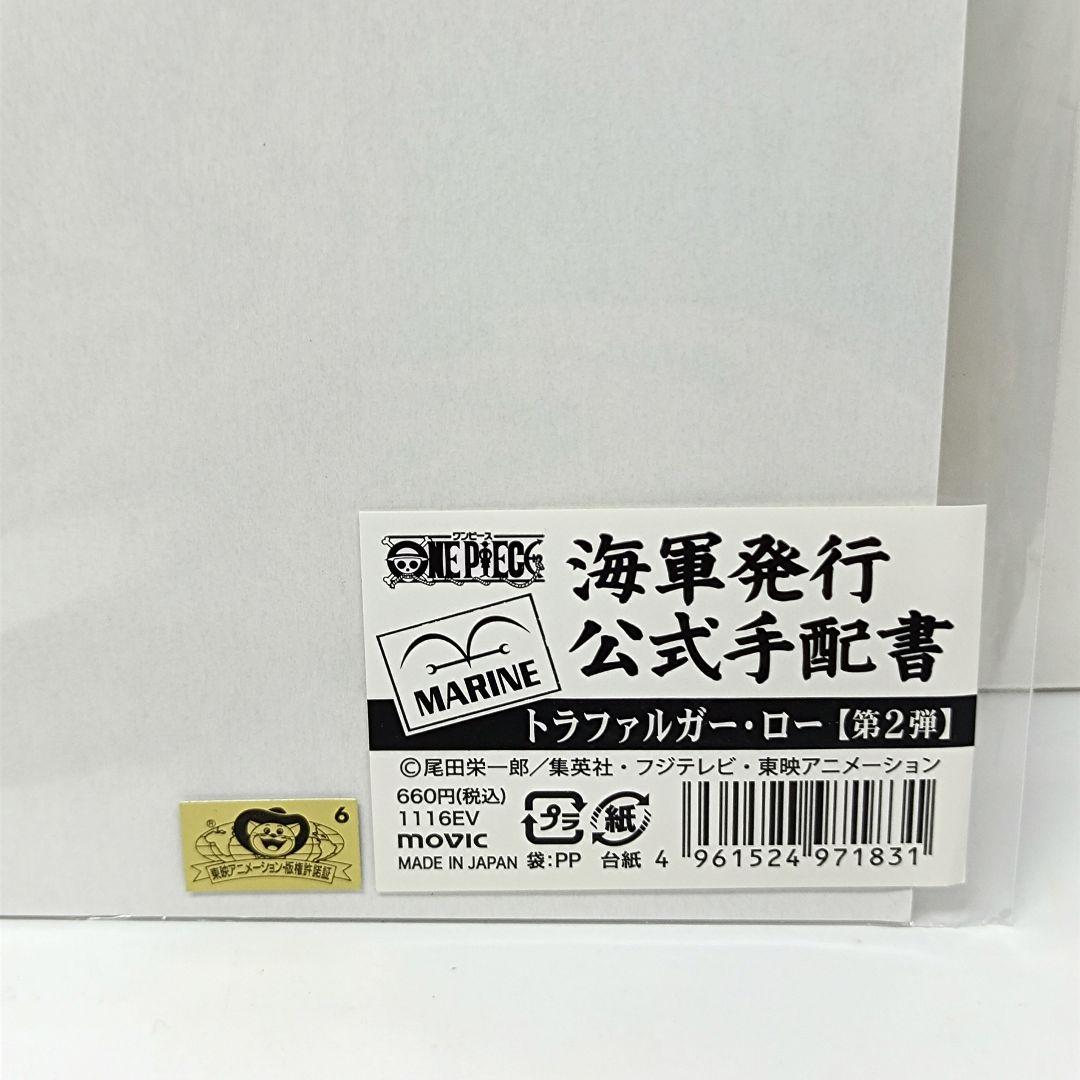 ワンピース
ONE PIECE
海軍発行
公式手配書
MARINE
トラファルガー・ロー【第2弾】
©尾田栄一郎/集英社・フジテレビ・東映アニメーション
660円(税込)
1116EV
movic
MADE IN JAPAN
プラ
袋:PP
紙
台紙
4 961524 971831
6
®
東映アニメーション・版権許諾証